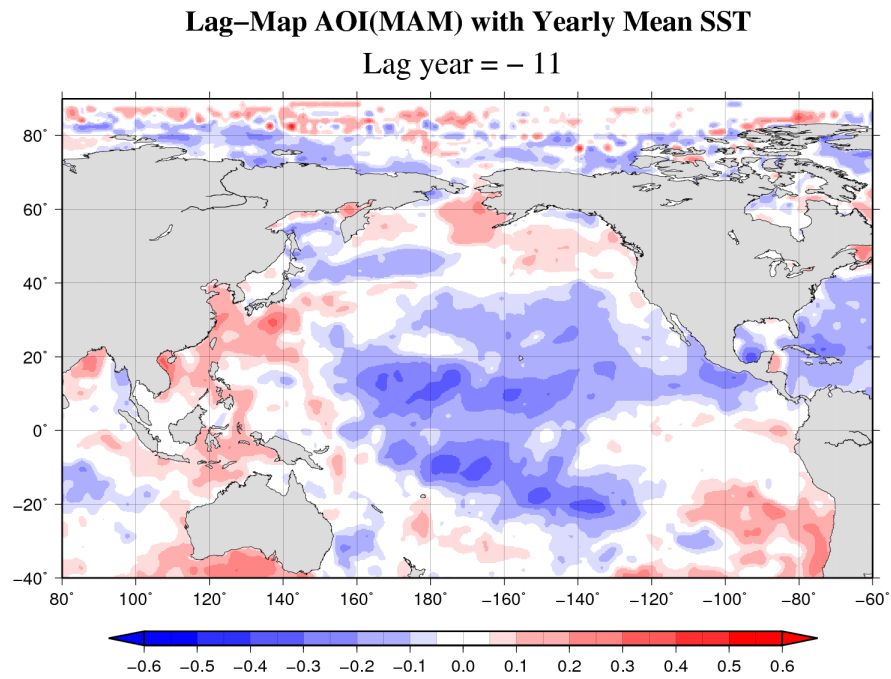 Lag−Map AOI(MAM) with Yearly Mean SST
Lag year = − 11
80˚
60˚
40˚
20˚
0˚
−20˚
−40˚
80 100 120 140 160 180 −160 −140 −120 −100 −80 −60˚
−0.6 −0.5 −0.4 −0.3 −0.2 −0.1 0.0 0.1 0.2 0.3 0.4 0.5 0.6